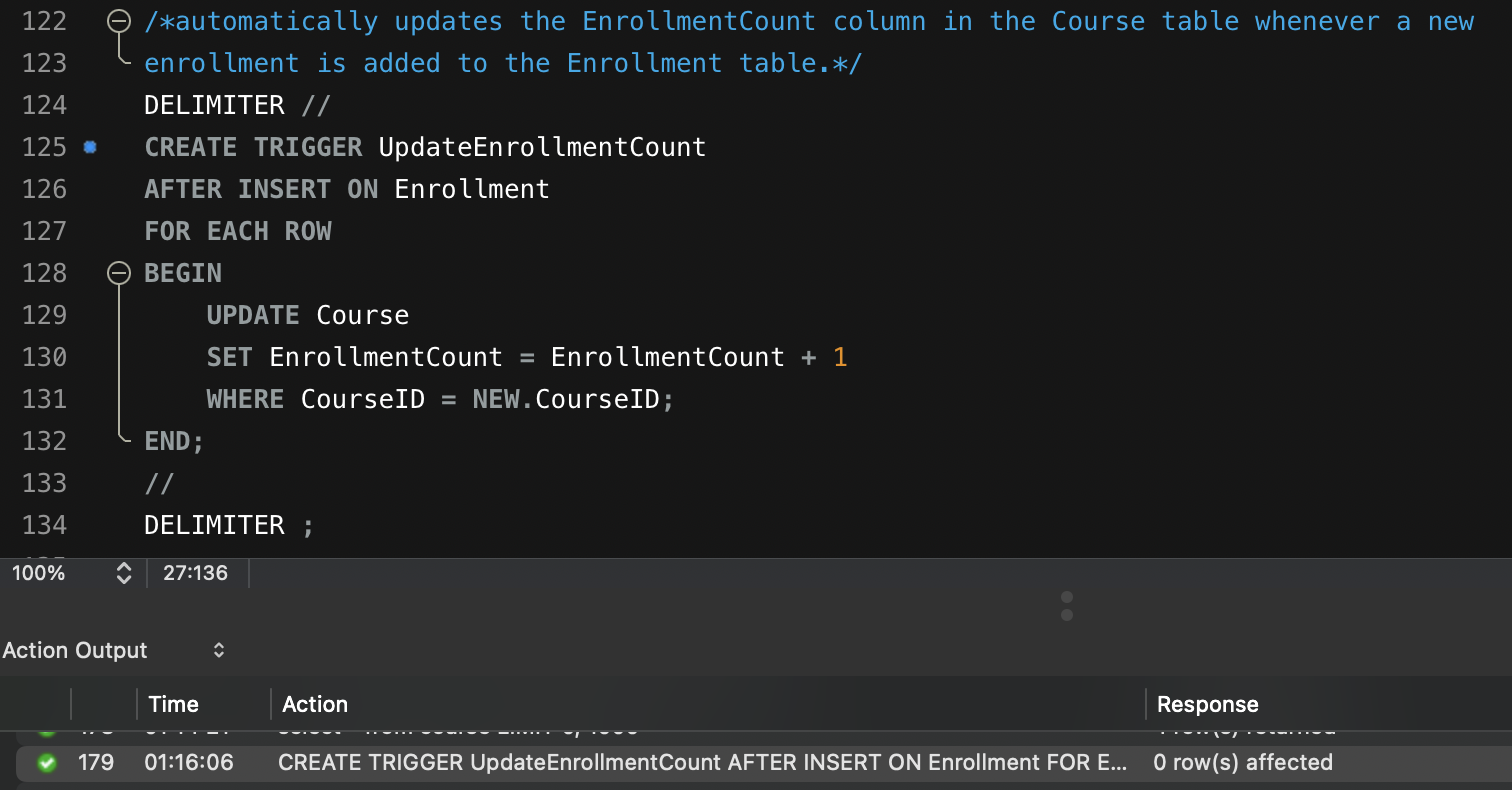 122 /*automatically updates the EnrollmentCount column in the Course table whenever a new
123 enrollment is added to the Enrollment table.*/
124 DELIMITER //
125 CREATE TRIGGER UpdateEnrollmentCount
126 AFTER INSERT ON Enrollment
127 FOR EACH ROW
128 BEGIN
129     UPDATE Course
130     SET EnrollmentCount = EnrollmentCount + 1
131     WHERE CourseID = NEW.CourseID;
132 END;
133 //
134 DELIMITER ;
100% 27:136
Action Output
Time Action Response
179 01:16:06 CREATE TRIGGER UpdateEnrollmentCount AFTER INSERT ON Enrollment FOR E... 0 row(s) affected